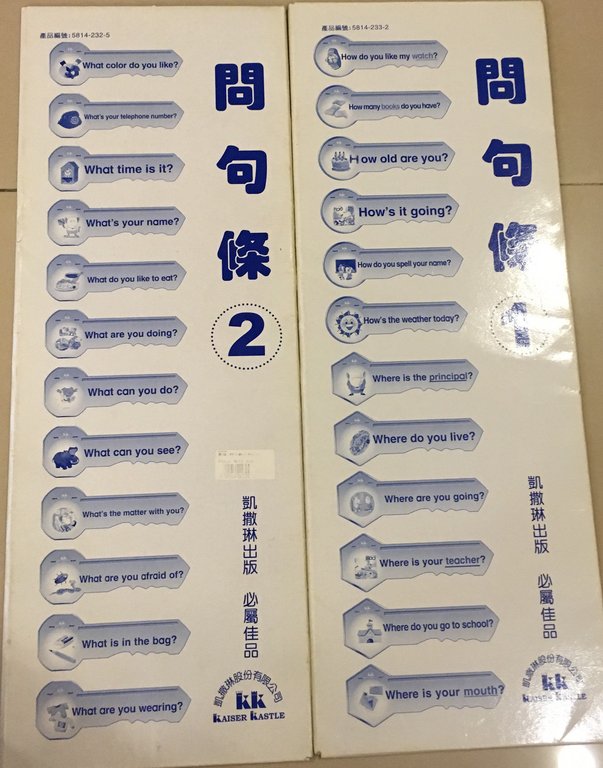 產品編號:5814-232-5
What color do you like?
What's your telephone number?
What time is it?
What's your name?
What do you like to eat?
What are you doing?
What can you do?
What can you see?
What's the matter with you?
What are you afraid of?
What is in the bag?
What are you wearing?
問句條
2
凱撒琳出版 必屬佳品
凱撒琳股份有限公司
kk
KAISER KASTLE
產品編號:5814-233-2
How do you like my watch?
How many books do you have?
How old are you?
How's it going?
How do you spell your name?
How's the weather today?
Where is the principal?
Where do you live?
Where are you going?
Where is your teacher?
Where do you go to school?
Where is your mouth?
問句條
1
凱撒琳出版 必屬佳品
凱撒琳股份有限公司
kk
KAISER KASTLE